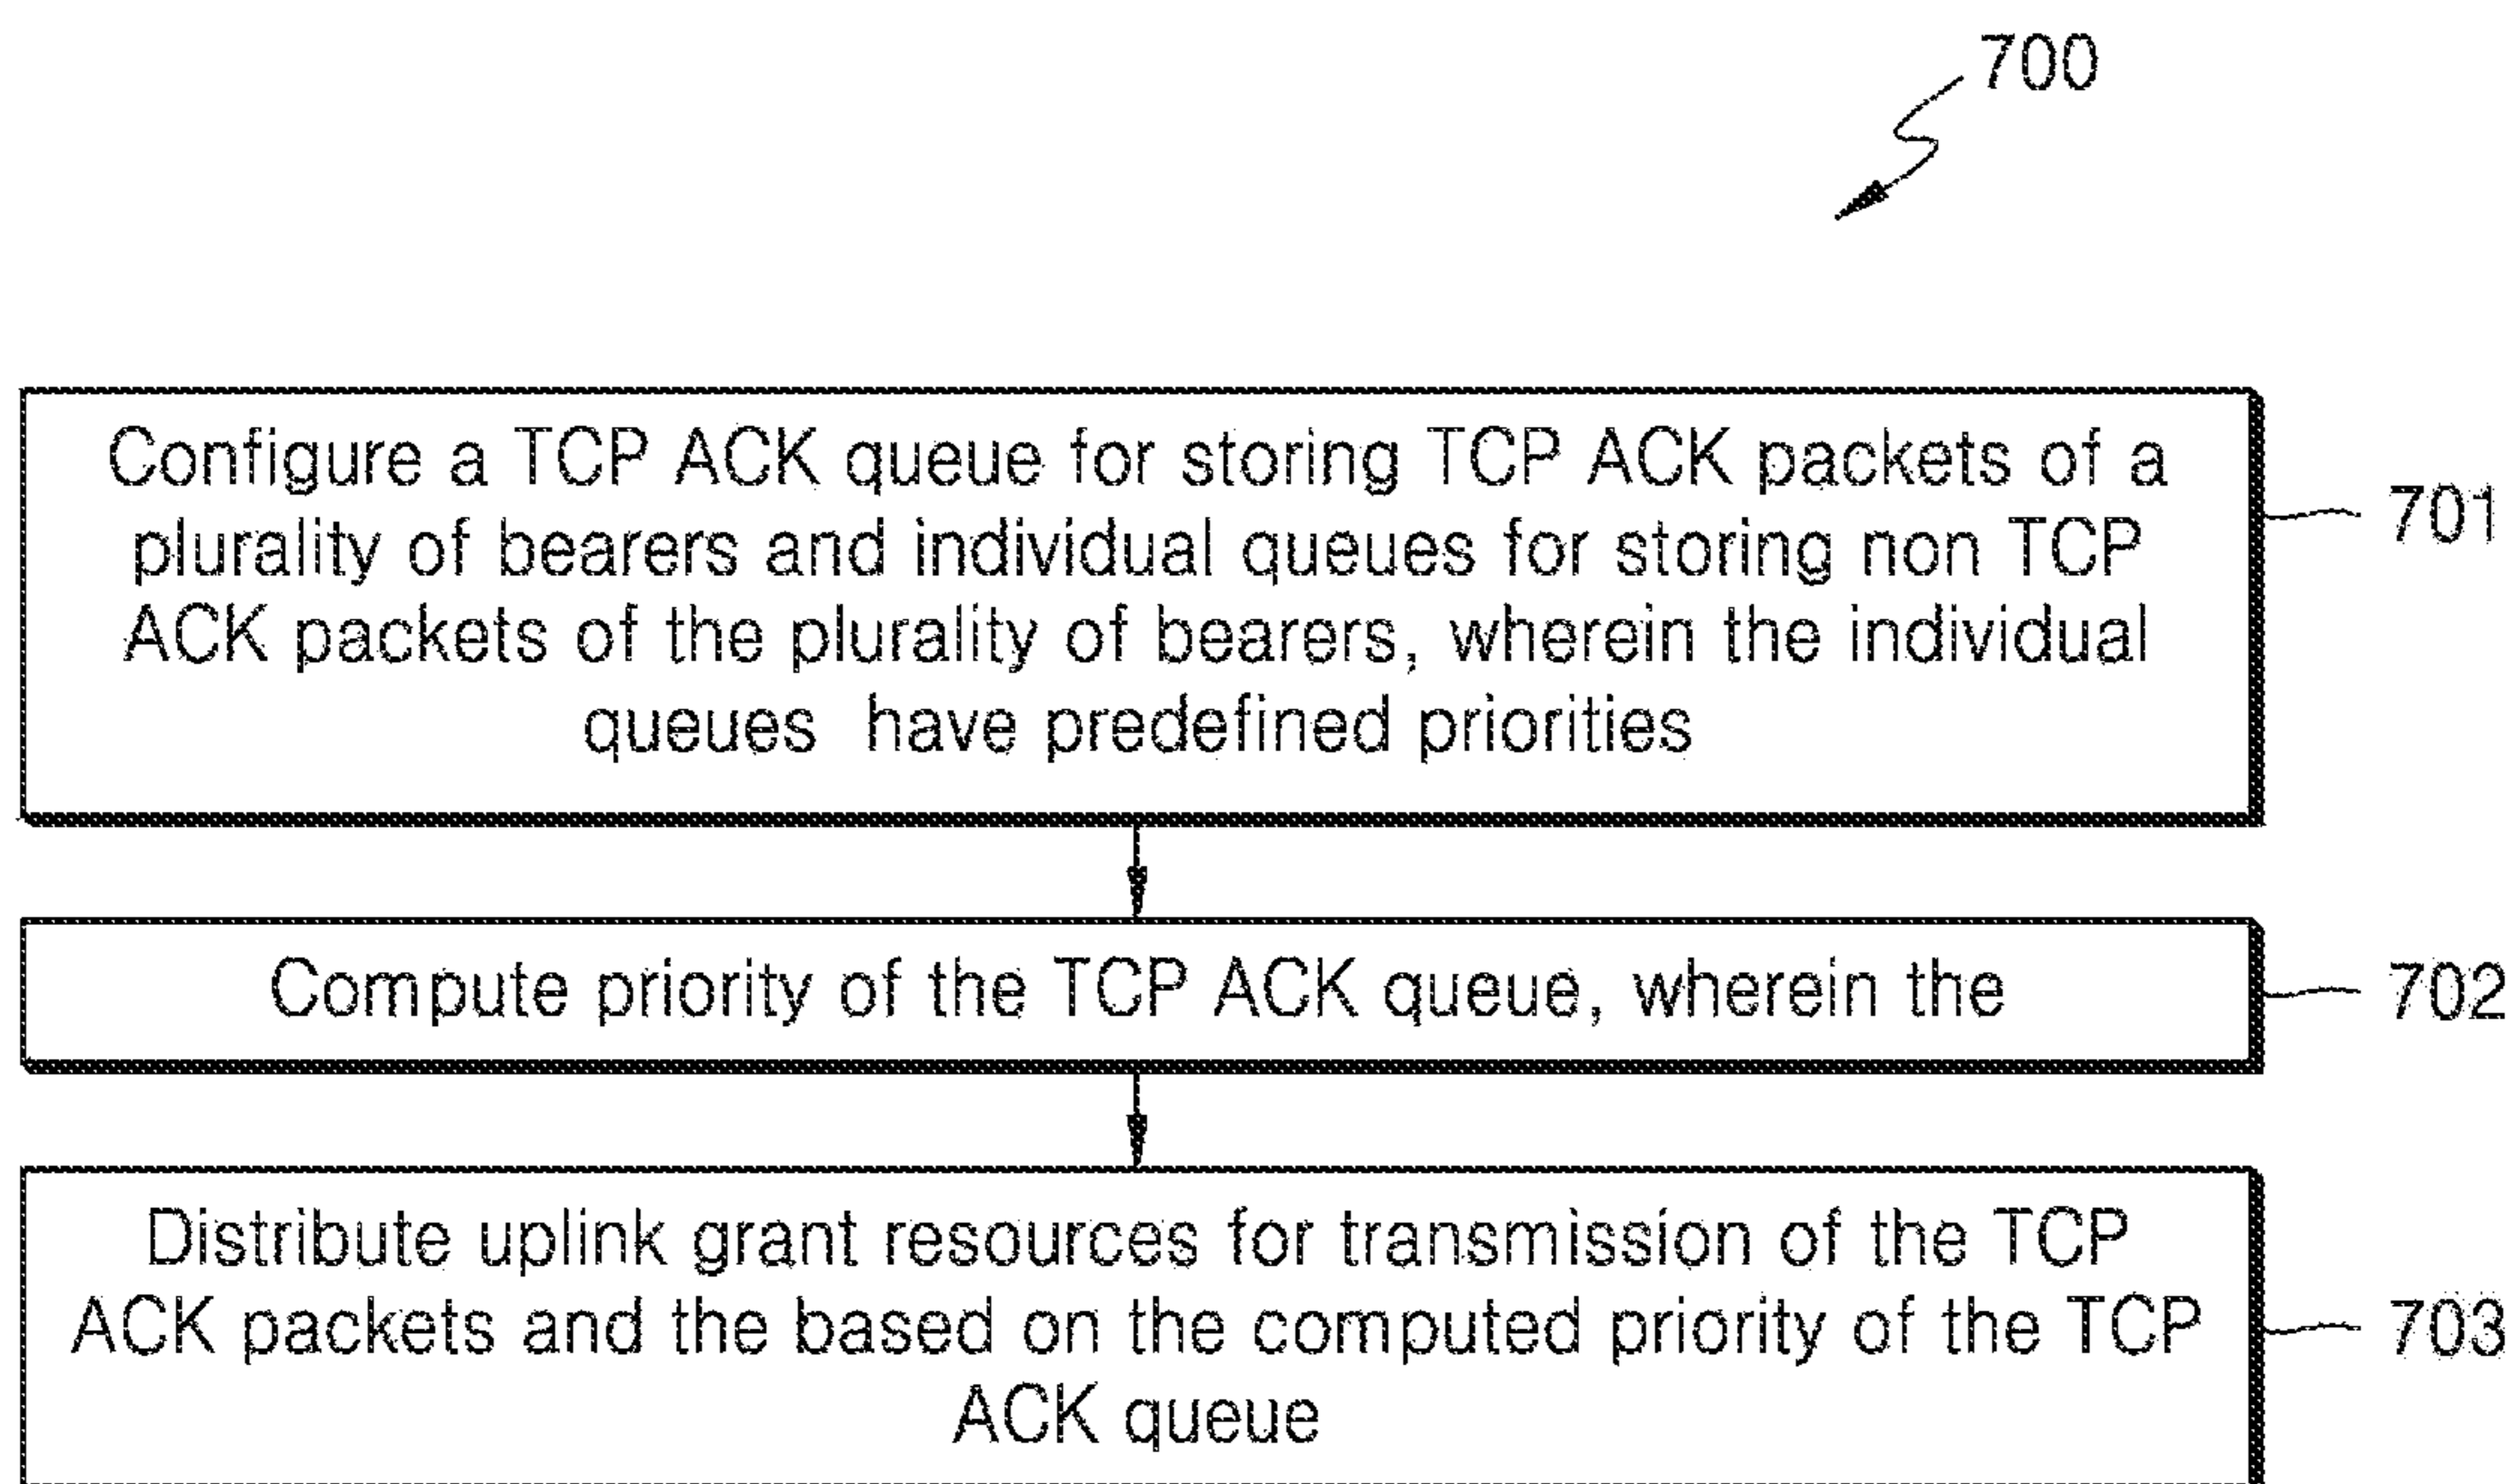 700
Configure a TCP ACK queue for storing TCP ACK packets of a
plurality of bearers and individual queues for storing non TCP
ACK packets of the plurality of bearers, wherein the individual
queues have predefined priorities
701
Compute priority of the TCP ACK queue, wherein the
702
Distribute uplink grant resources for transmission of the TCP
ACK packets and the based on the computed priority of the TCP
ACK queue
703